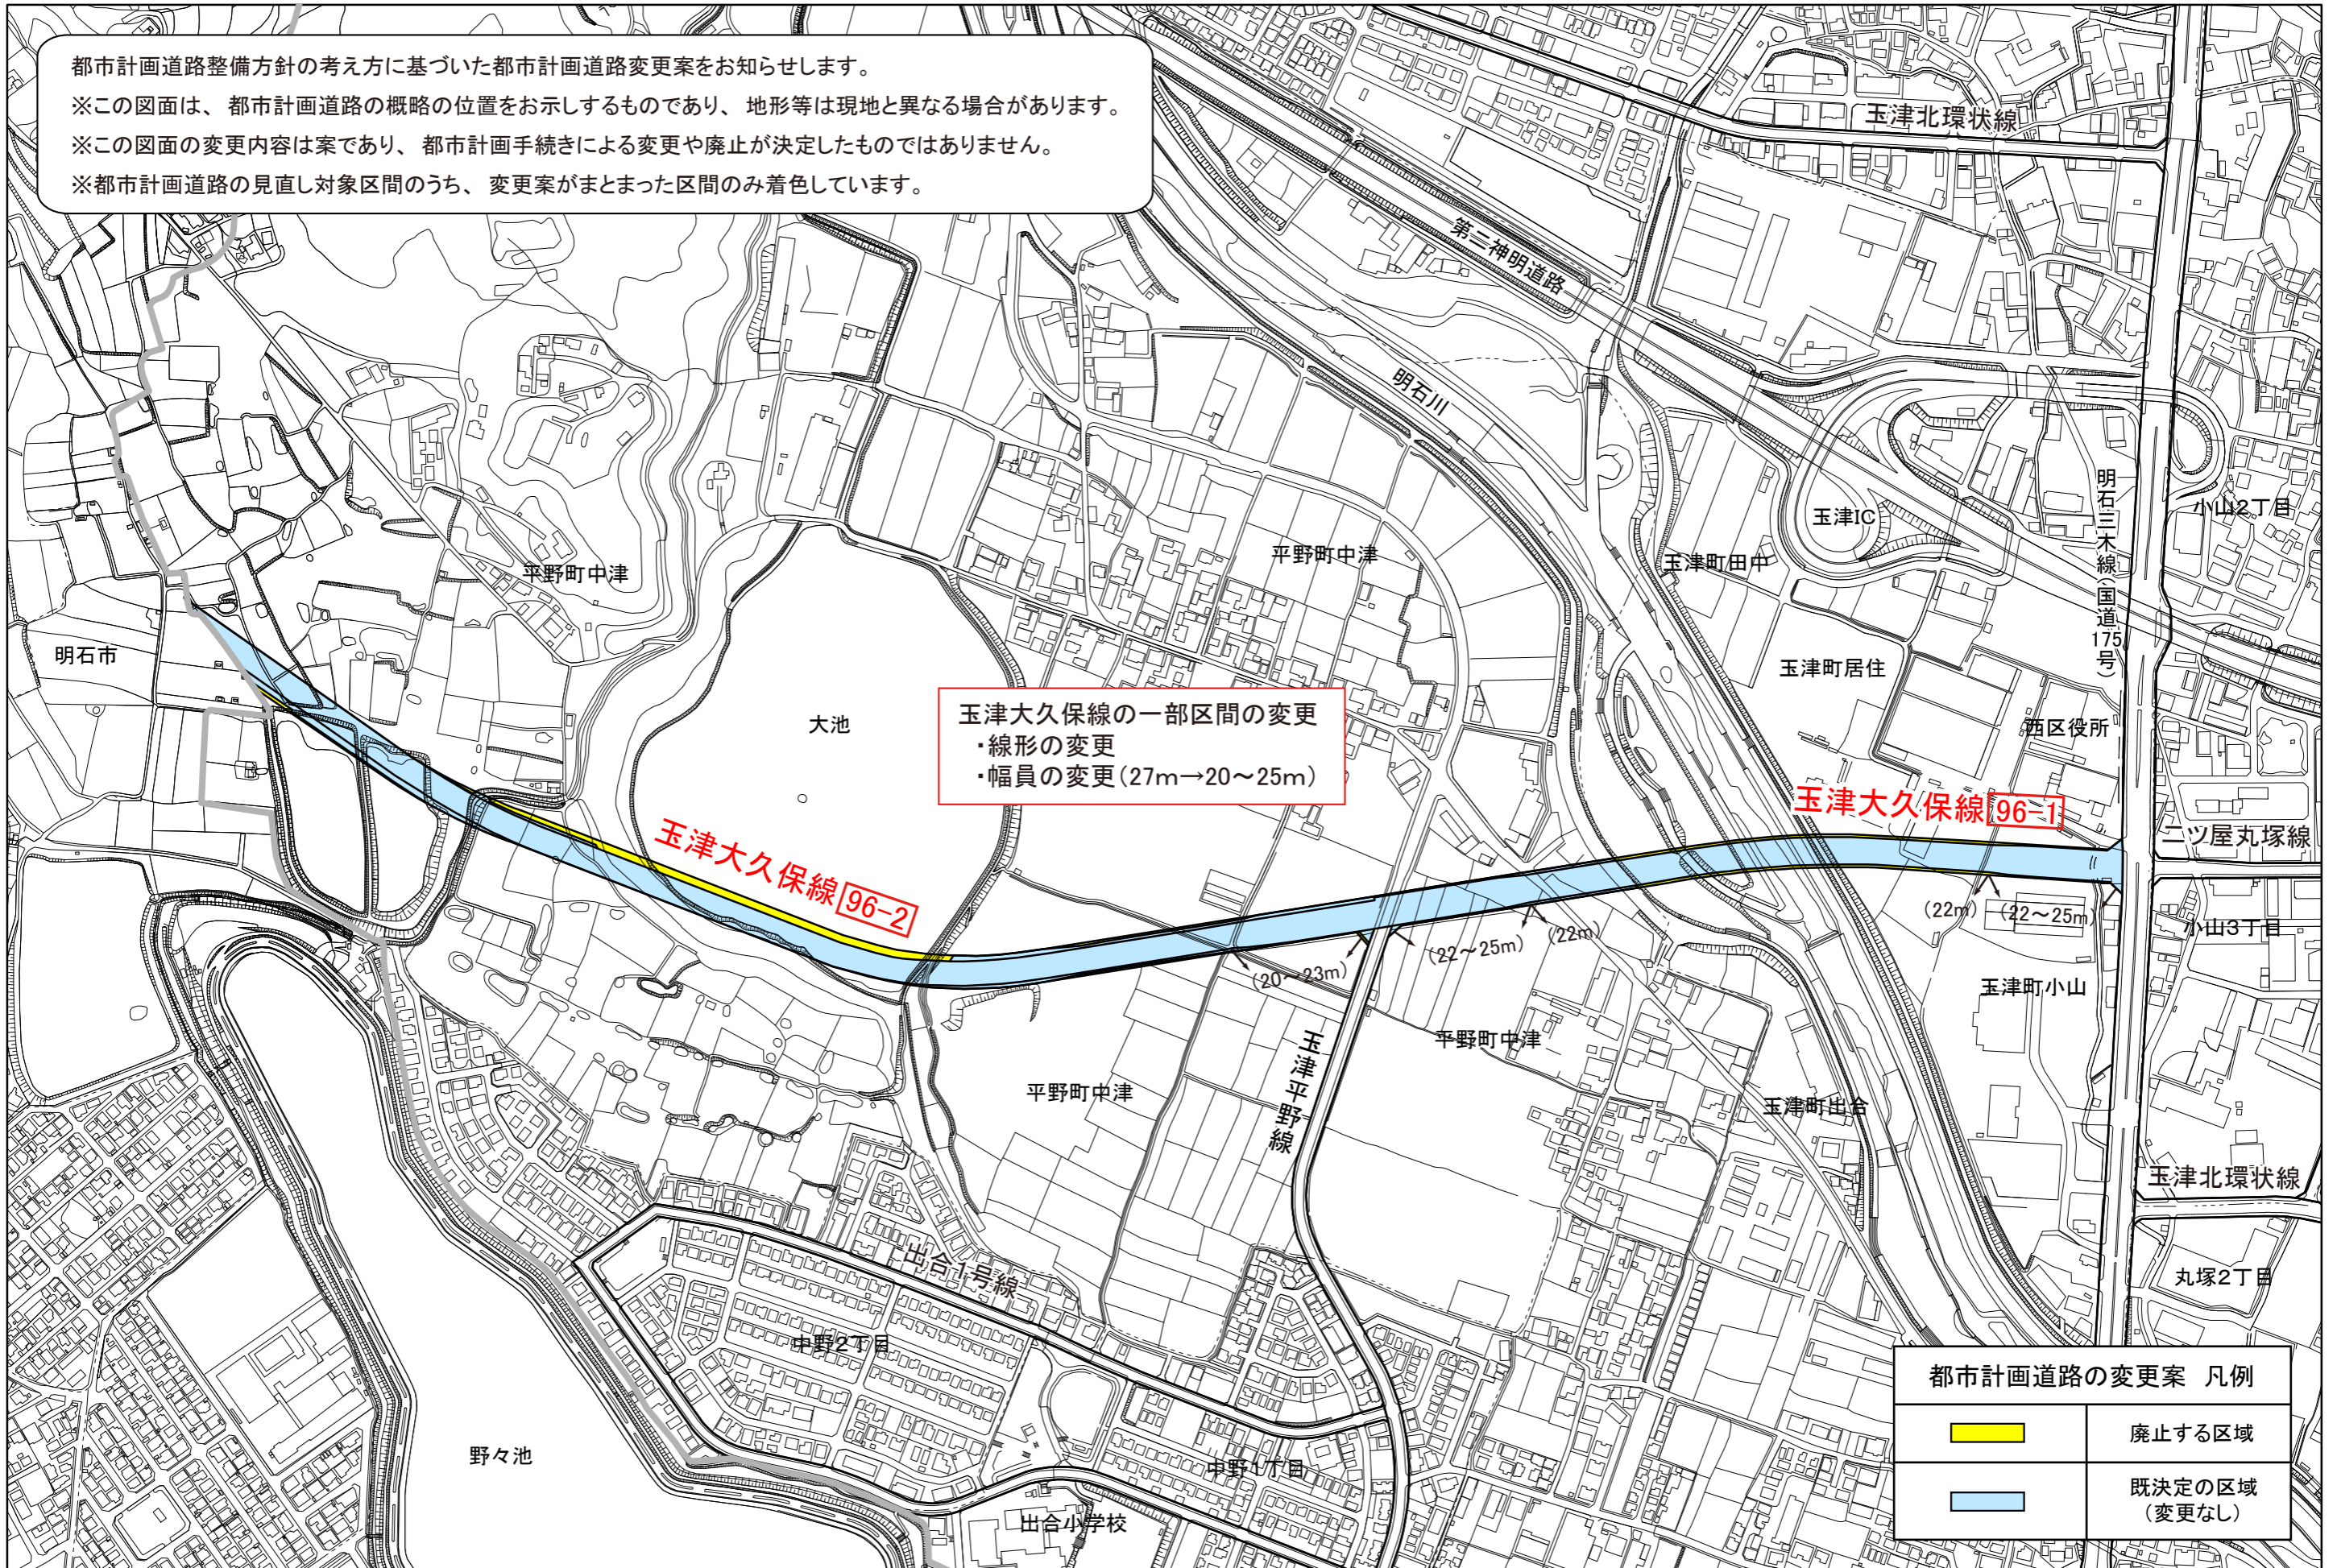 都市計画道路整備方針の考え方に基づいた都市計画道路変更案をお知らせします。
※この図面は、都市計画道路の概略の位置をお示しするものであり、地形等は現地と異なる場合があります。
※この図面の変更内容は案であり、都市計画手続きによる変更や廃止が決定したものではありません。
※都市計画道路の見直し対象区間のうち、変更案がまとまった区間のみ着色しています。
玉津北環状線
第二神明道路
明石川
玉津IC
明石三木線(国道175号)
小山2丁目
平野町中津
平野町中津
玉津町田中
明石市
玉津町居住
大池
西区役所
玉津大久保線の一部区間の変更
・線形の変更
・幅員の変更(27m→20~25m)
玉津大久保線 96-1
二ツ屋丸塚線
玉津大久保線 96-2
(22m)
(22~25m)
小山3丁目
(22~25m)
(22m)
(20~23m)
玉津町小山
平野町中津
玉津平野線
平野町中津
玉津町出合
玉津北環状線
出合1号線
丸塚2丁目
中野2丁目
野々池
中野1丁目
出合小学校
都市計画道路の変更案 凡例
廃止する区域
既決定の区域
(変更なし)